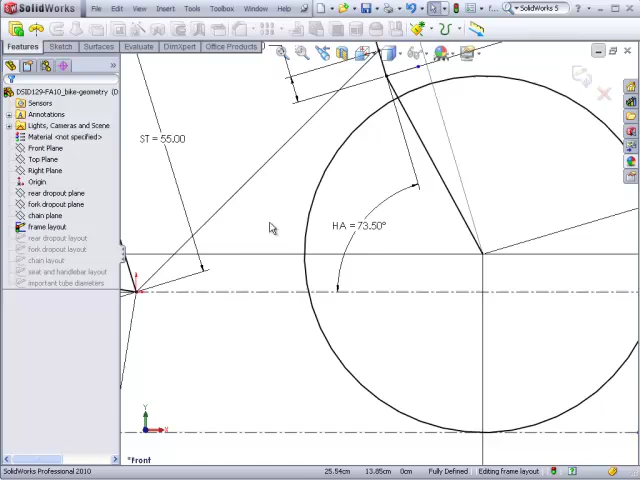 SolidWorks File Edit View Insert Tools Toolbox Window Help f... SolidWorks S
Features Sketch Surfaces Evaluate DimXpert Office Products
DSID129-FA10_bike-geometry (D
Sensors
Annotations
Lights, Cameras and Scene
Material <not specified>
Front Plane
Top Plane
Right Plane
Origin
rear dropout plane
fork dropout plane
chain plane
frame layout
rear dropout layout
fork dropout layout
chain layout
seat and handlebar layout
important tube diameters
ST = 55.00
HA = 73.50°
Y
X
*Front
SolidWorks Professional 2010 25.54cm 13.85cm 0cm Fully Defined Editing frame layout